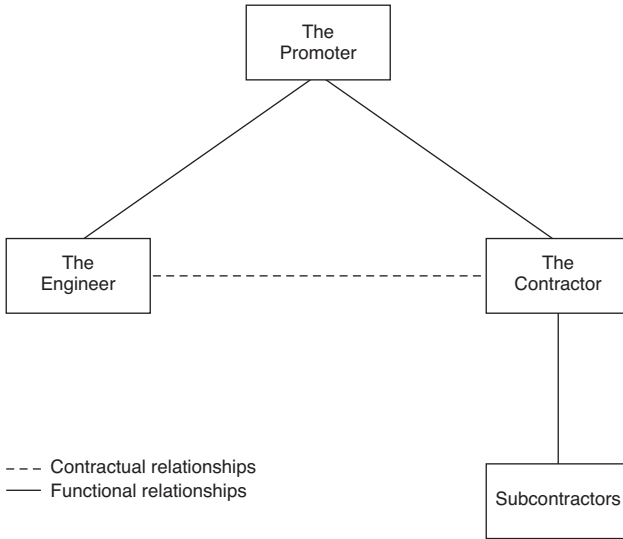 The
Promoter
The
Engineer
The
Contractor
Contractual relationships
Functional relationships
Subcontractors